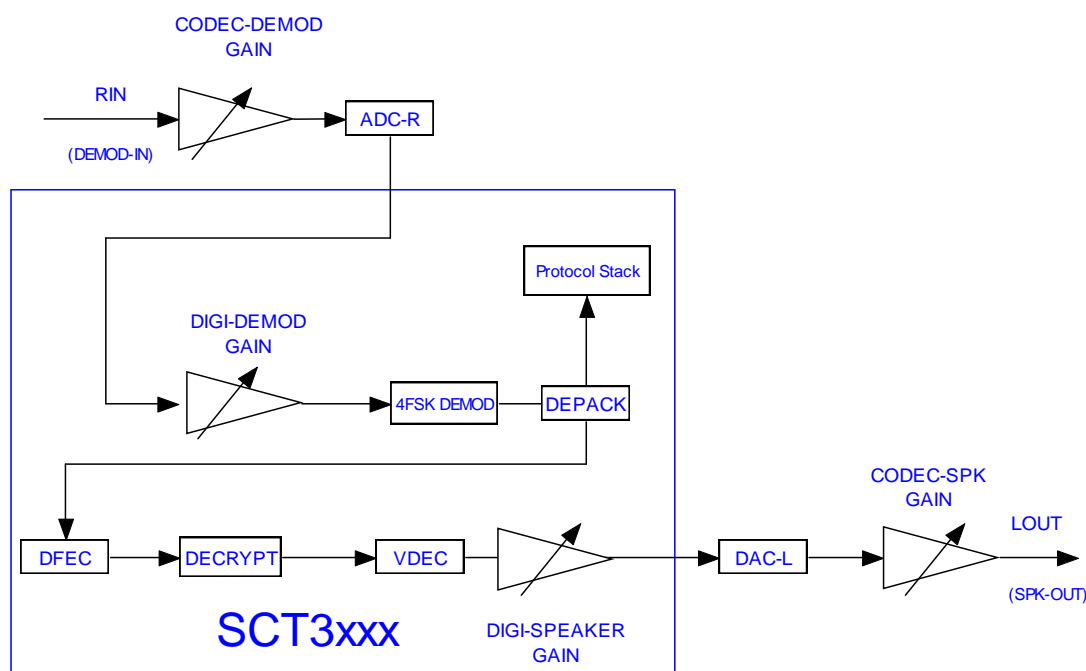 CODEC-DEMOD
GAIN
RIN
ADC-R
(DEMOD-IN)
Protocol Stack
DIGI-DEMOD
GAIN
4FSK DEMOD
DEPACK
CODEC-SPK
GAIN
LOUT
DFEC
DECRYPT
VDEC
DAC-L
(SPK-OUT)
SCT3xxx
DIGI-SPEAKER
GAIN